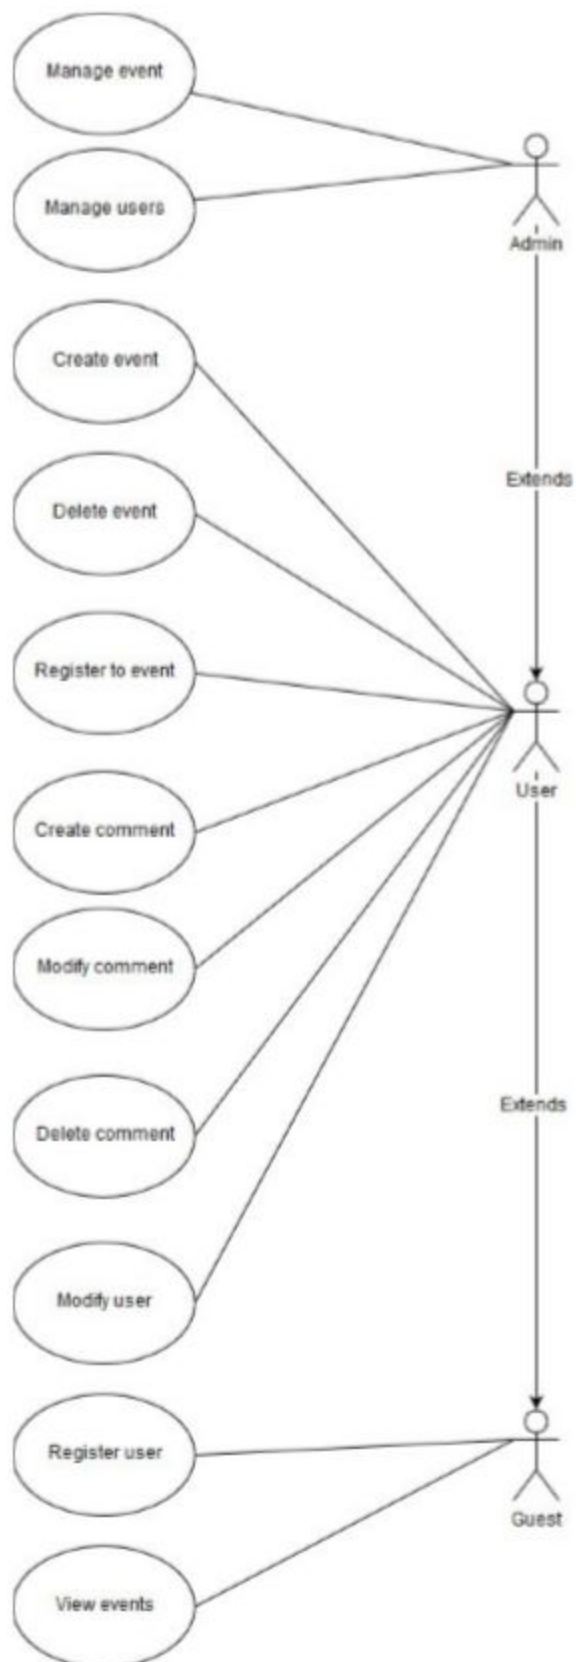 Manage event
Manage users
Admin
Create event
Extends
Delete event
Register to event
User
Create comment
Modify comment
Extends
Delete comment
Modify user
Register user
Guest
View events